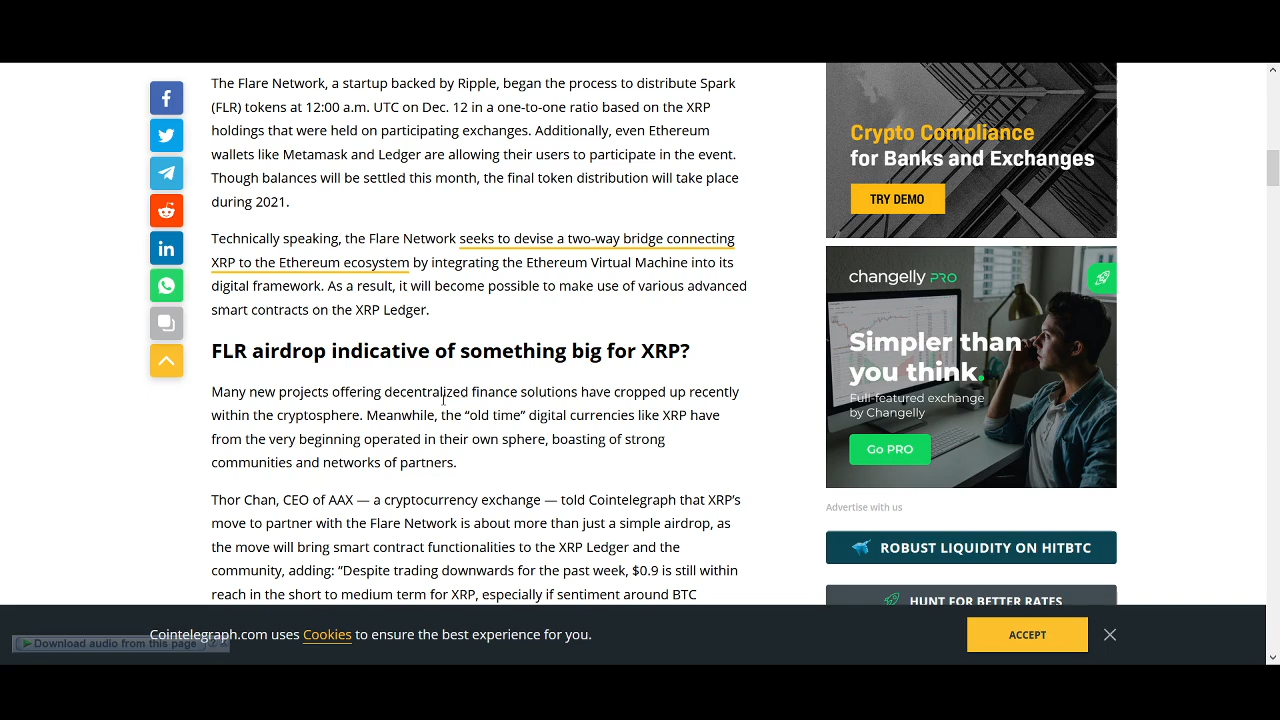 The Flare Network, a startup backed by Ripple, began the process to distribute Spark
(FLR) tokens at 12:00 a.m. UTC on Dec. 12 in a one-to-one ratio based on the XRP
holdings that were held on participating exchanges. Additionally, even Ethereum
wallets like Metamask and Ledger are allowing their users to participate in the event.
Though balances will be settled this month, the final token distribution will take place
during 2021.
Technically speaking, the Flare Network seeks to devise a two-way bridge connecting
XRP to the Ethereum ecosystem by integrating the Ethereum Virtual Machine into its
digital framework. As a result, it will become possible to make use of various advanced
smart contracts on the XRP Ledger.
FLR airdrop indicative of something big for XRP?
Many new projects offering decentralized finance solutions have cropped up recently
within the cryptosphere. Meanwhile, the “old time” digital currencies like XRP have
from the very beginning operated in their own sphere, boasting of strong
communities and networks of partners.
Thor Chan, CEO of AAX — a cryptocurrency exchange — told Cointelegraph that XRP’s
move to partner with the Flare Network is about more than just a simple airdrop, as
the move will bring smart contract functionalities to the XRP Ledger and the
community, adding: “Despite trading downwards for the past week, $0.9 is still within
reach in the short to medium term for XRP, especially if sentiment around BTC
Crypto Compliance
for Banks and Exchanges
TRY DEMO
changelly PRO
Simpler than
you think.
Full-featured exchange
by Changelly
Go PRO
Advertise with us
ROBUST LIQUIDITY ON HITBTC
HUNT FOR BETTER RATES
Cointelegraph.com uses Cookies to ensure the best experience for you.
ACCEPT
Download audio from this page